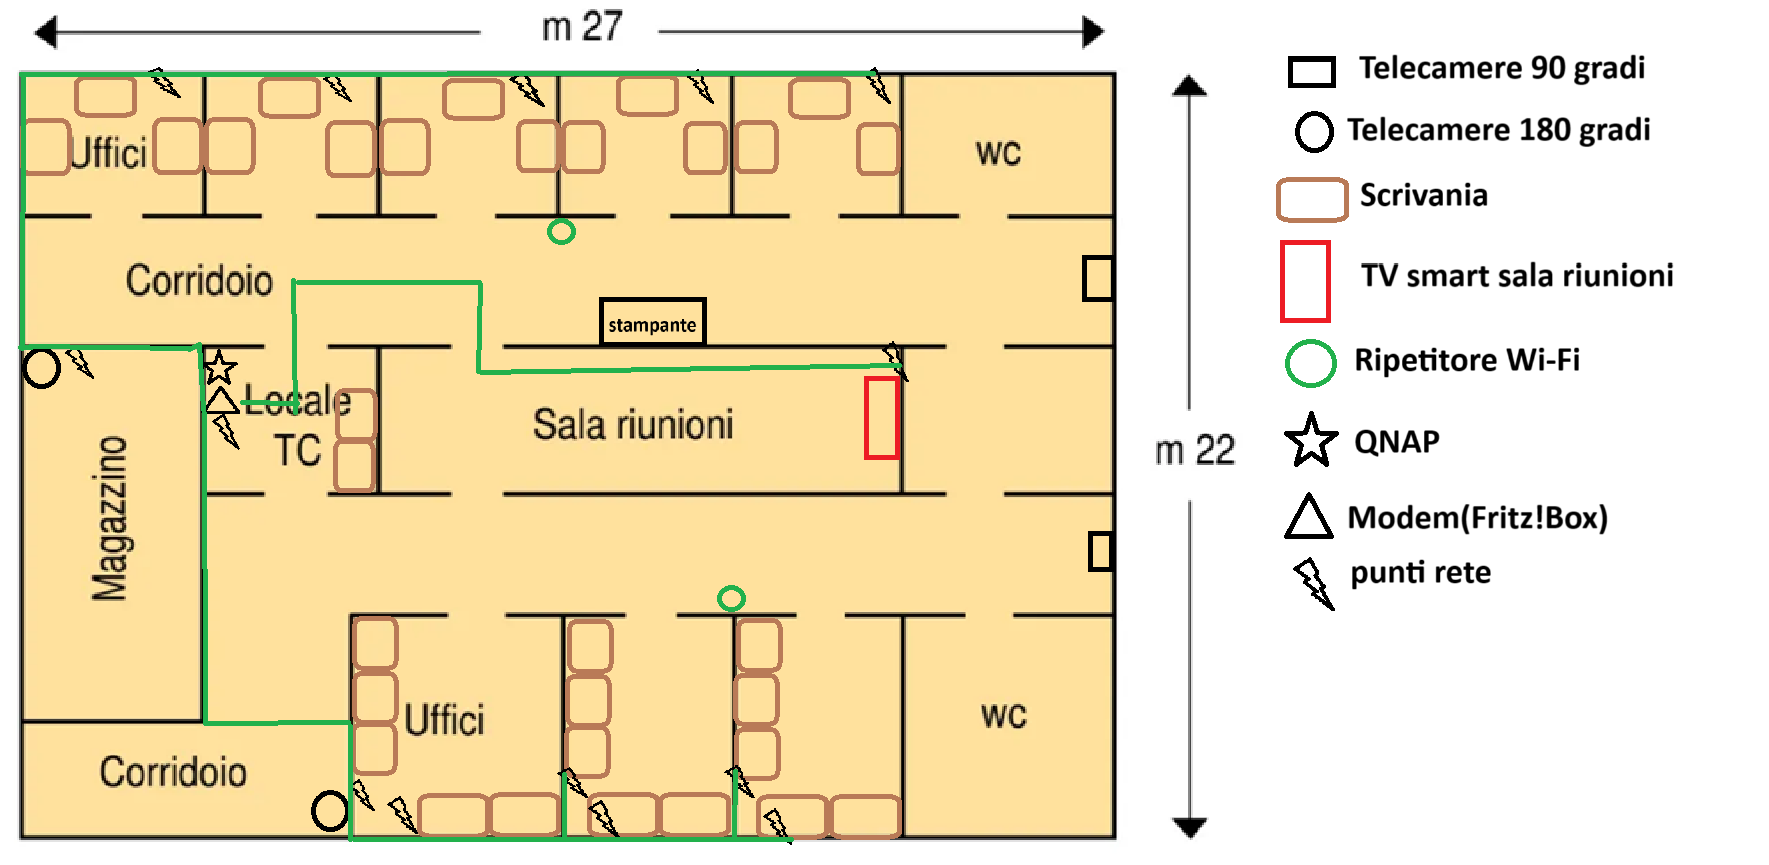 m 27
Telecamere 90 gradi
Telecamere 180 gradi
Uffici
wc
Scrivania
Corridoio
TV smart sala riunioni
stampante
Ripetitore Wi-Fi
Locale
TC
Sala riunioni
m 22
QNAP
Magazzino
Modem(Fritz!Box)
punti rete
Uffici
wc
Corridoio